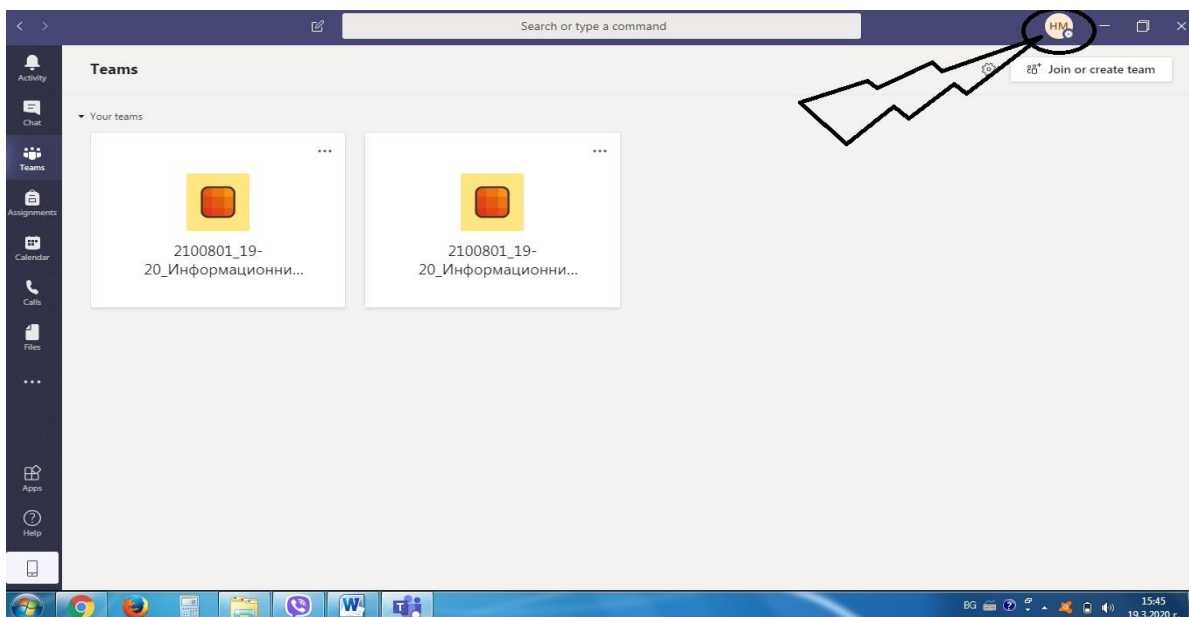 Search or type a command
HM
Activity
Teams
Join or create team
Chat
Your teams
Teams
Assignments
2100801_19-
20_Информационни...
2100801_19-
20_Информационни...
Calendar
Calls
Files
Apps
Help
BG
15:45
19.3.2020 г.